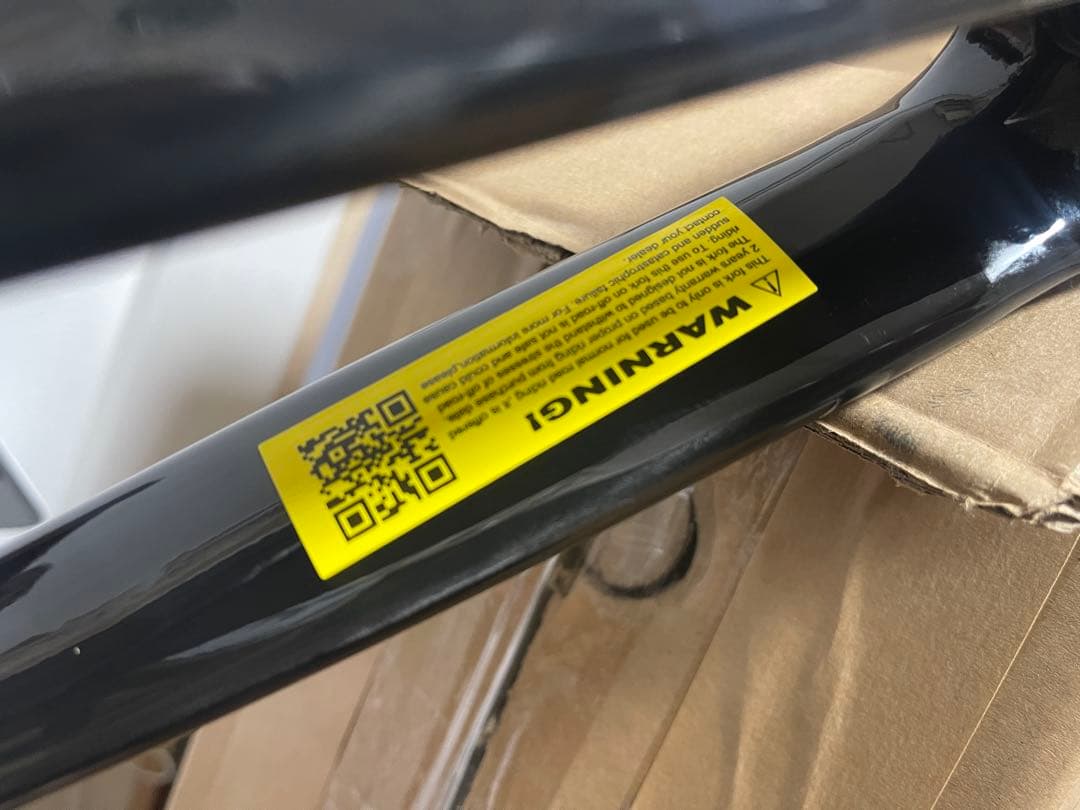 WARNING!
This fork is only to be used for normal road riding ,it is offered
2 years warranty based on proper riding from purchase date.
The fork is not designed to withstand the stresses of off-road
riding. To use this fork on off-road is not safe and could cause
sudden and catastrophic failure. For more information,please
contact your dealer.